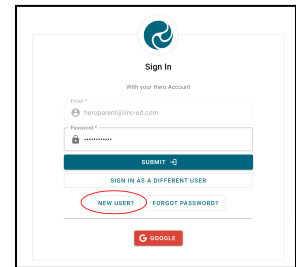 Sign In
With your Hero Account
Email *
heroparent@linc-ed.com
Password *
••••••••••••
SUBMIT
SIGN IN AS A DIFFERENT USER
NEW USER? FORGOT PASSWORD?
GOOGLE